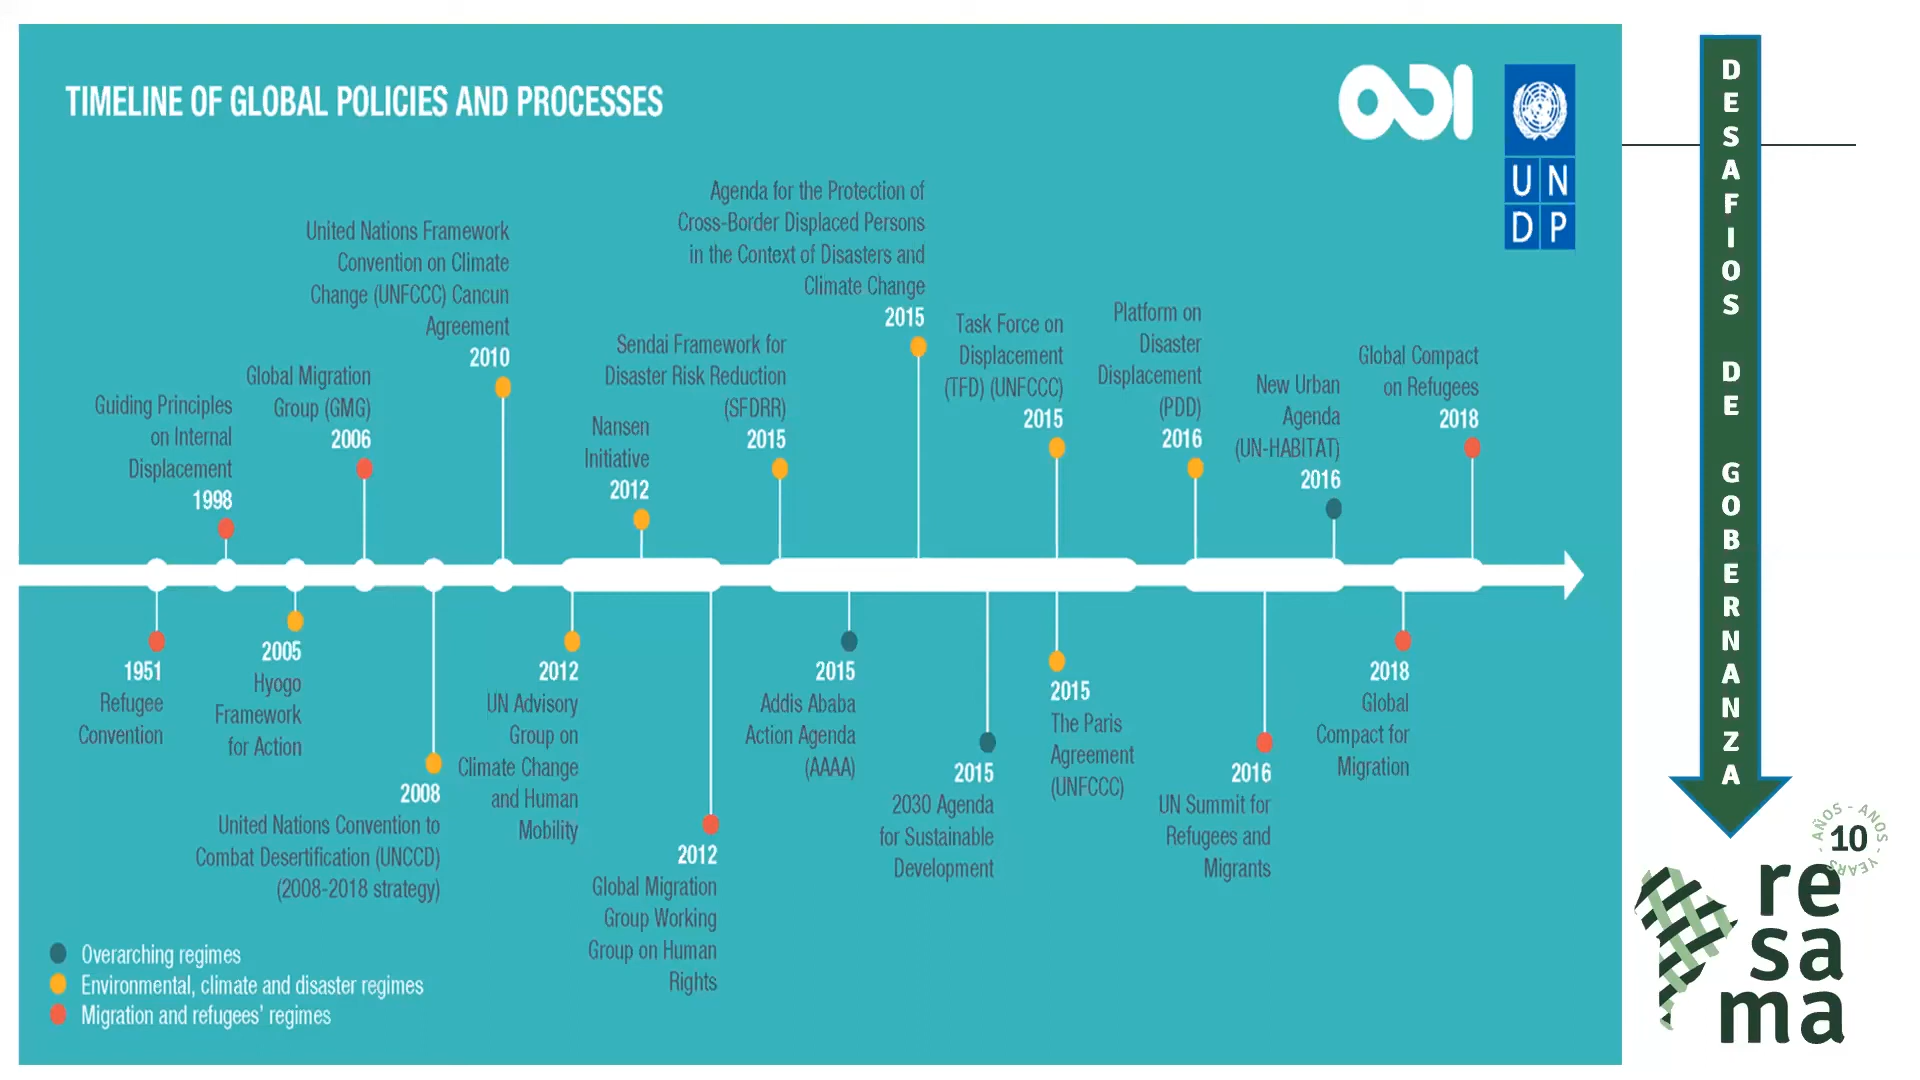 TIMELINE OF GLOBAL POLICIES AND PROCESSES
ODI
U N
D P
Guiding Principles
on Internal
Displacement
1998
Global Migration
Group (GMG)
2006
United Nations Framework
Convention on Climate
Change (UNFCCC) Cancun
Agreement
2010
Nansen
Initiative
2012
Sendai Framework for
Disaster Risk Reduction
(SFDRR)
2015
Agenda for the Protection of
Cross-Border Displaced Persons
in the Context of Disasters and
Climate Change
2015
Task Force on
Displacement
(TFD) (UNFCCC)
2015
Platform on
Disaster
Displacement
(PDD)
2016
New Urban
Agenda
(UN-HABITAT)
2016
Global Compact
on Refugees
2018
1951
Refugee
Convention
2005
Hyogo
Framework
for Action
2008
United Nations Convention to
Combat Desertification (UNCCD)
(2008-2018 strategy)
2012
UN Advisory
Group on
Climate Change
and Human
Mobility
2012
Global Migration
Group Working
Group on Human
Rights
2015
Addis Ababa
Action Agenda
(AAAA)
2015
2030 Agenda
for Sustainable
Development
2015
The Paris
Agreement
(UNFCCC)
2016
UN Summit for
Refugees and
Migrants
2018
Global
Compact for
Migration
Overarching regimes
Environmental, climate and disaster regimes
Migration and refugees' regimes
DESAFIOS DE GOBERNANZA
AÑOS - ANOS - YEARS -
10
re
sa
ma